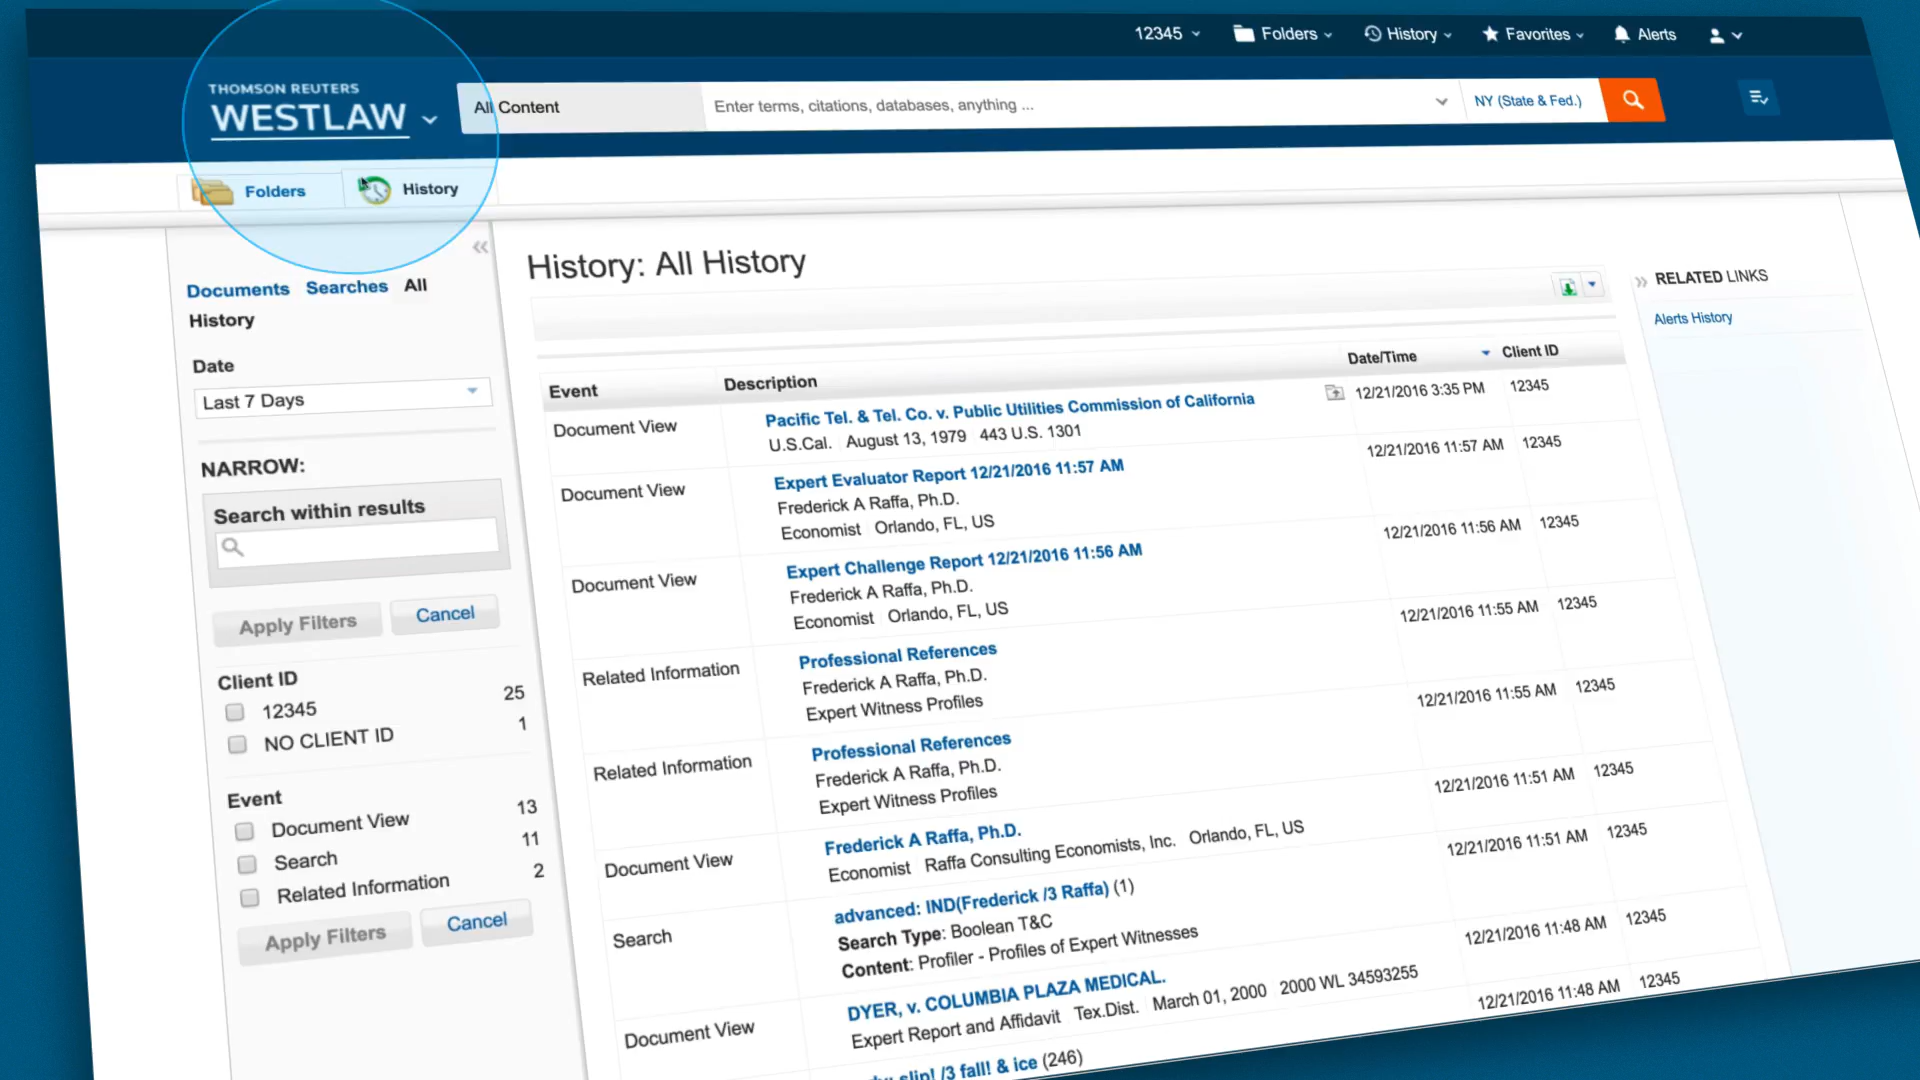 12345
Folders
History
Favorites
Alerts
THOMSON REUTERS
WESTLAW
All Content
Enter terms, citations, databases, anything ...
NY (State & Fed.)
Folders
History
Documents Searches All
History
Date
Last 7 Days
NARROW:
Search within results
Apply Filters Cancel
Client ID
12345 25
NO CLIENT ID 1
Event
Document View 13
Search 11
Related Information 2
Apply Filters Cancel
History: All History
Event Description Date/Time Client ID
Document View Pacific Tel. & Tel. Co. v. Public Utilities Commission of California 12/21/2016 3:35 PM 12345
U.S.Cal. August 13, 1979 443 U.S. 1301
Document View Expert Evaluator Report 12/21/2016 11:57 AM 12/21/2016 11:57 AM 12345
Frederick A Raffa, Ph.D.
Economist Orlando, FL, US
Document View Expert Challenge Report 12/21/2016 11:56 AM 12/21/2016 11:56 AM 12345
Frederick A Raffa, Ph.D.
Economist Orlando, FL, US
Related Information Professional References 12/21/2016 11:55 AM 12345
Frederick A Raffa, Ph.D.
Expert Witness Profiles
Related Information Professional References 12/21/2016 11:55 AM 12345
Frederick A Raffa, Ph.D.
Expert Witness Profiles
Document View Frederick A Raffa, Ph.D. 12/21/2016 11:51 AM 12345
Economist Raffa Consulting Economists, Inc. Orlando, FL, US
Search advanced: IND(Frederick /3 Raffa) (1) 12/21/2016 11:51 AM 12345
Search Type: Boolean T&C
Content: Profiler - Profiles of Expert Witnesses
Document View DYER, v. COLUMBIA PLAZA MEDICAL. 12/21/2016 11:48 AM 12345
Expert Report and Affidavit Tex.Dist. March 01, 2000 2000 WL 34593255
slip! /3 fall! & ice (246) 12/21/2016 11:48 AM 12345
RELATED LINKS
Alerts History